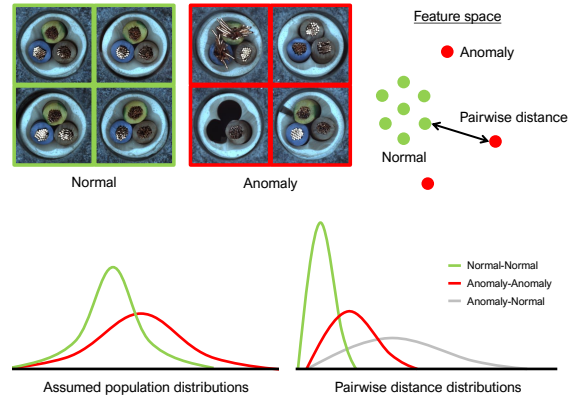 Feature space
Anomaly
Pairwise distance
Normal
Normal
Anomaly
Normal-Normal
Anomaly-Anomaly
Anomaly-Normal
Assumed population distributions
Pairwise distance distributions